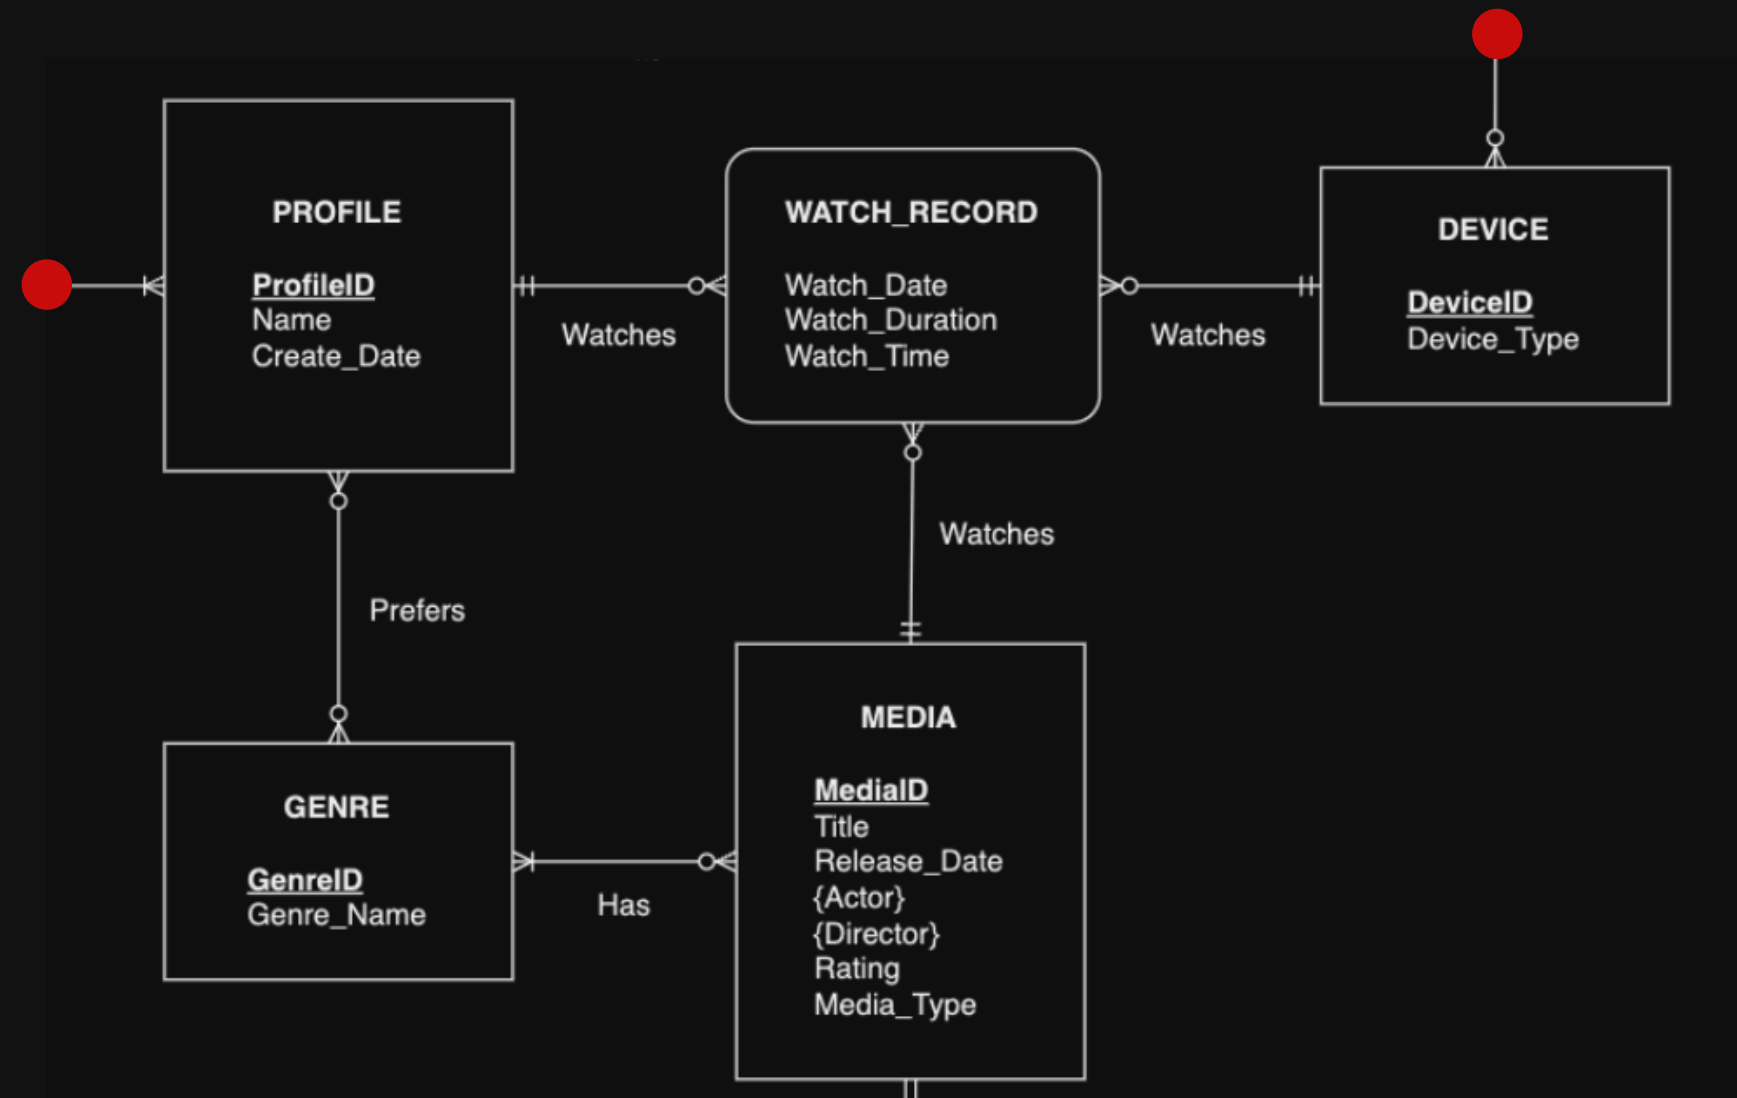 PROFILE
ProfileID
Name
Create_Date
Watches
WATCH_RECORD
Watch_Date
Watch_Duration
Watch_Time
Watches
DEVICE
DeviceID
Device_Type
Watches
Prefers
GENRE
GenreID
Genre_Name
Has
MEDIA
MediaID
Title
Release_Date
{Actor}
{Director}
Rating
Media_Type